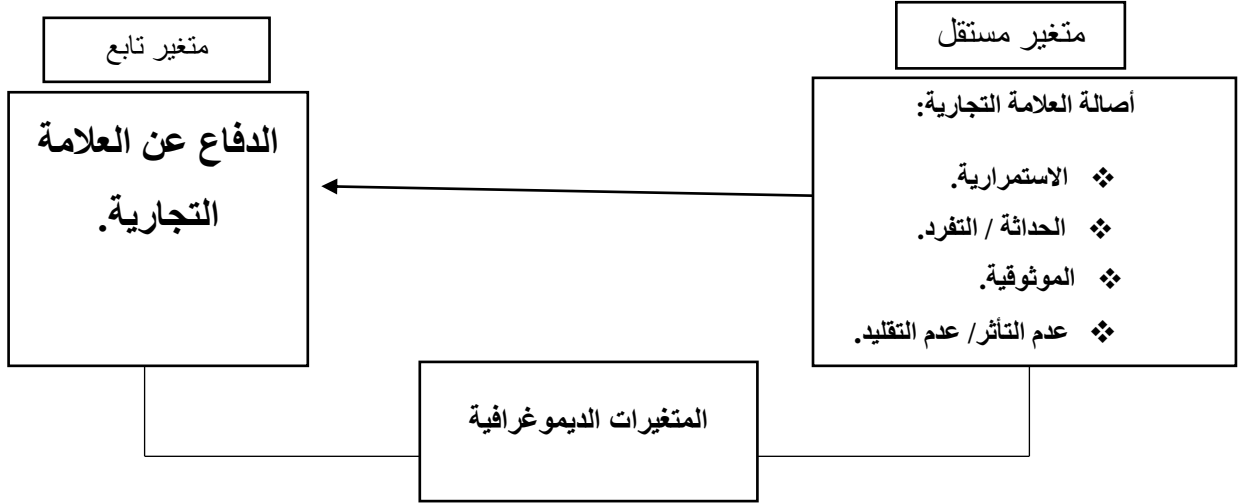 متغير مستقل
أصالة العلامة التجارية:
❖ الاستمرارية.
❖ الحداثة / التفرد.
❖ الموثوقية.
❖ عدم التأثر/ عدم التقليد.
متغير تابع
الدفاع عن العلامة
التجارية.
المتغيرات الديموغرافية